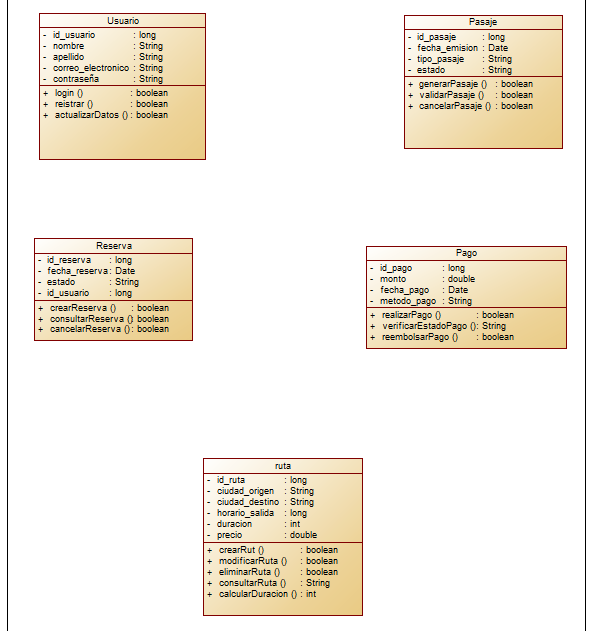 Usuario
- id_usuario : long
- nombre : String
- apellido : String
- correo_electronico : String
- contraseña : String
+ login () : boolean
+ reistrar () : boolean
+ actualizarDatos () : boolean
Pasaje
- id_pasaje : long
- fecha_emision : Date
- tipo_pasaje : String
- estado : String
+ generarPasaje () : boolean
+ validarPasaje () : boolean
+ cancelarPasaje () : boolean
Reserva
- id_reserva : long
- fecha_reserva : Date
- estado : String
- id_usuario : long
+ crearReserva () : boolean
+ consultarReserva () : boolean
+ cancelarReserva () : boolean
Pago
- id_pago : long
- monto : double
- fecha_pago : Date
- metodo_pago : String
+ realizarPago () : boolean
+ verificarEstadoPago () : String
+ reembolsarPago () : boolean
ruta
- id_ruta : long
- ciudad_origen : String
- ciudad_destino : String
- horario_salida : long
- duracion : int
- precio : double
+ crearRut () : boolean
+ modificarRuta () : boolean
+ eliminarRuta () : boolean
+ consultarRuta () : String
+ calcularDuracion () : int